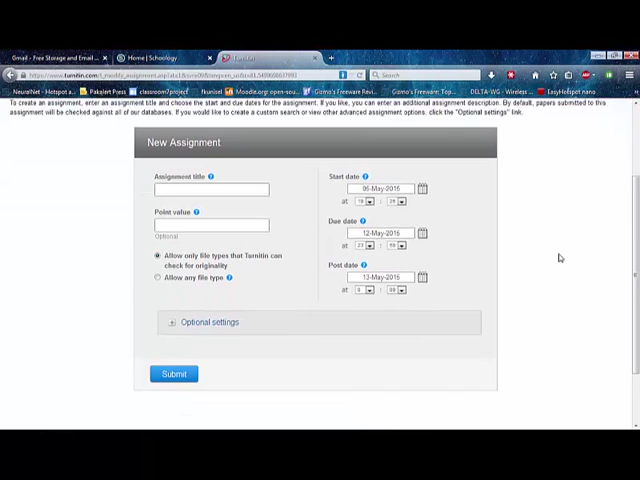 Gmail - Free Storage and Email ... Home | Schoology Turnitin
Search
NeuralNet - Hotspot a... Pakalert Press classroom7project fkunisel Moodle.org: open-sou... Gizmo's Freeware Revi... Gizmo's Freeware: Top... DELTA-WG - Wireless ... EasyHotspot nano
To create an assignment, enter an assignment title and choose the start and due dates for the assignment. If you like, you can enter an additional assignment description. By default, papers submitted to this
assignment will be checked against all of our databases. If you would like to create a custom search or view other advanced assignment options, click the "Optional settings" link.
New Assignment
Assignment title
Start date
at
Point value
Optional
Due date
12-May-2015
at
Allow only file types that Turnitin can
check for originality
Allow any file type
Post date
13-May-2015
at
Optional settings
Submit